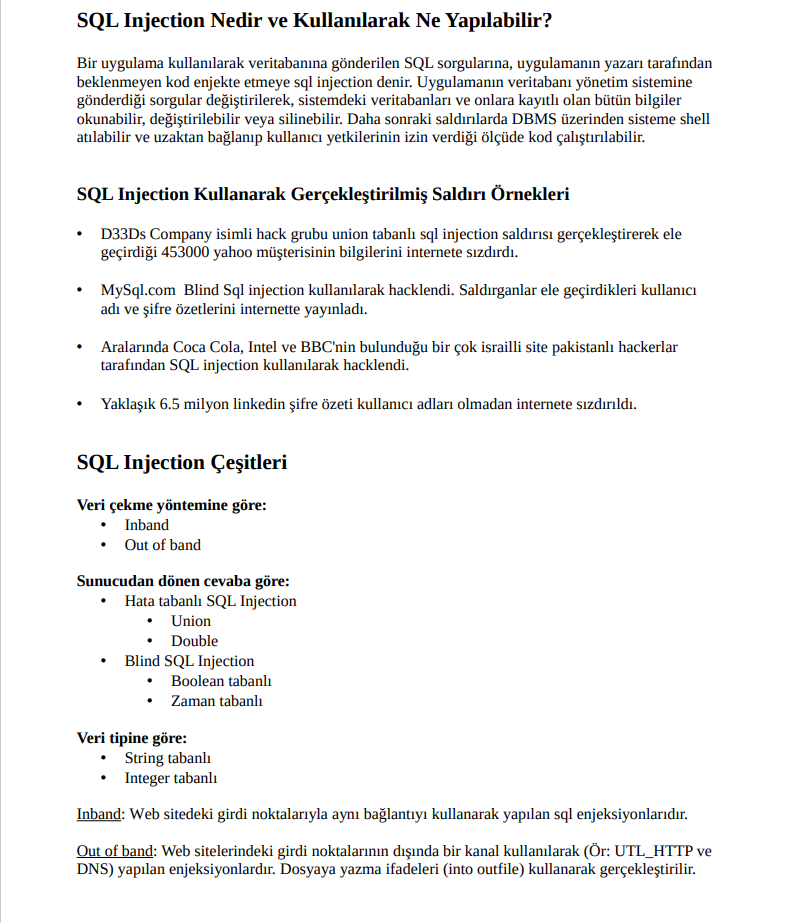 SQL Injection Nedir ve Kullanılarak Ne Yapılabilir?
Bir uygulama kullanılarak veritabanına gönderilen SQL sorgularına, uygulamanın yazarı tarafından
beklenmeyen kod enjekte etmeye sql injection denir. Uygulamanın veritabanı yönetim sistemine
gönderdiği sorgular değiştirilerek, sistemdeki veritabanları ve onlara kayıtlı olan bütün bilgiler
okunabilir, değiştirilebilir veya silinebilir. Daha sonraki saldırılarda DBMS üzerinden sisteme shell
atılabilir ve uzaktan bağlanıp kullanıcı yetkilerinin izin verdiği ölçüde kod çalıştırılabilir.
SQL Injection Kullanarak Gerçekleştirilmiş Saldırı Örnekleri
• D33Ds Company isimli hack grubu union tabanlı sql injection saldırısı gerçekleştirerek ele
geçirdiği 453000 yahoo müşterisinin bilgilerini internete sızdırdı.
• MySql.com  Blind Sql injection kullanılarak hacklendi. Saldırganlar ele geçirdikleri kullanıcı
adı ve şifre özetlerini internette yayınladı.
• Aralarında Coca Cola, Intel ve BBC'nin bulunduğu bir çok israilli site pakistanlı hackerlar
tarafından SQL injection kullanılarak hacklendi.
• Yaklaşık 6.5 milyon linkedin şifre özeti kullanıcı adları olmadan internete sızdırıldı.
SQL Injection Çeşitleri
Veri çekme yöntemine göre:
• Inband
• Out of band
Sunucudan dönen cevaba göre:
• Hata tabanlı SQL Injection
• Union
• Double
• Blind SQL Injection
• Boolean tabanlı
• Zaman tabanlı
Veri tipine göre:
• String tabanlı
• Integer tabanlı
Inband: Web sitedeki girdi noktalarıyla aynı bağlantıyı kullanarak yapılan sql enjeksiyonlarıdır.
Out of band: Web sitelerindeki girdi noktalarının dışında bir kanal kullanılarak (Ör: UTL_HTTP ve
DNS) yapılan enjeksiyonlardır. Dosyaya yazma ifadeleri (into outfile) kullanarak gerçekleştirilir.